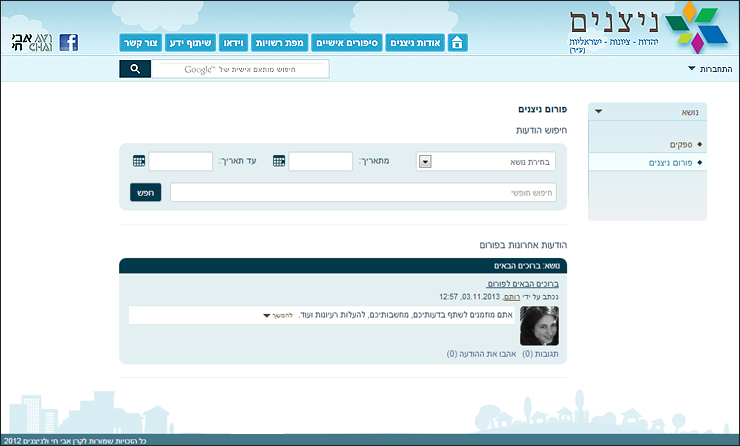 ניצנים
יהדות - ציונות - ישראליות
(ע"ר)
אודות ניצנים
סיפורים אישיים
מפת רשויות
וידאו
שיתוף ידע
צור קשר
אבי חי
AVI CHAI
התחברות
חיפוש מותאם אישית של Google™
נושא
ספקים
פורום ניצנים
פורום ניצנים
חיפוש הודעות
בחירת נושא
מתאריך:
עד תאריך:
חיפוש חופשי
חפש
הודעות אחרונות בפורום
נושא: ברוכים הבאים
ברוכים הבאים לפורום
נכתב על ידי רותם, 03.11.2013, 12:57
אתם מוזמנים לשתף בדעותיכם, מחשבותיכם, להעלות רעיונות ועוד. להמשך
תגובות (0) אהבו את ההודעה (0)
כל הזכויות שמורות לקרן אבי חי ולניצנים 2012